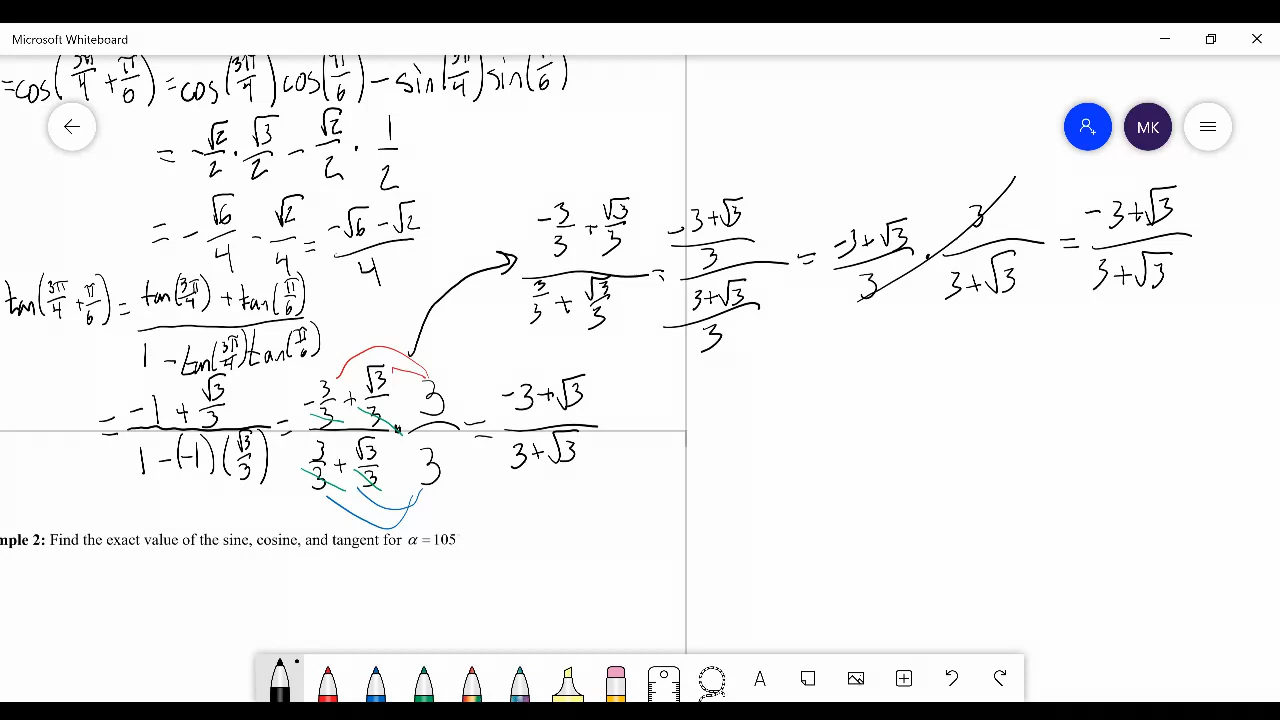 Microsoft Whiteboard
=cos(3π/4 + π/6) = cos(3π/4) cos(π/6) − sin(3π/4) sin(π/6)
MK
= −√2/2 · √3/2 − √2/2 · 1/2
= −√6/4 − √2/4 = (−√6 − √2)/4
tan(3π/4 + π/6) = (tan(3π/4) + tan(π/6))/(1 − tan(3π/4) tan(π/6))
(−3/3 + √3/3)/(3/3 + √3/3) = ((−3+√3)/3)/((3+√3)/3) = (−3+√3)/3 · 3/(3+√3) = (−3+√3)/(3+√3)
= (−1 + √3/3)/(1 − (−1)(√3/3)) = (−3/3 + √3/3)/(3/3 + √3/3) · 3/3 = (−3+√3)/(3+√3)
mple 2: Find the exact value of the sine, cosine, and tangent for α = 105
A